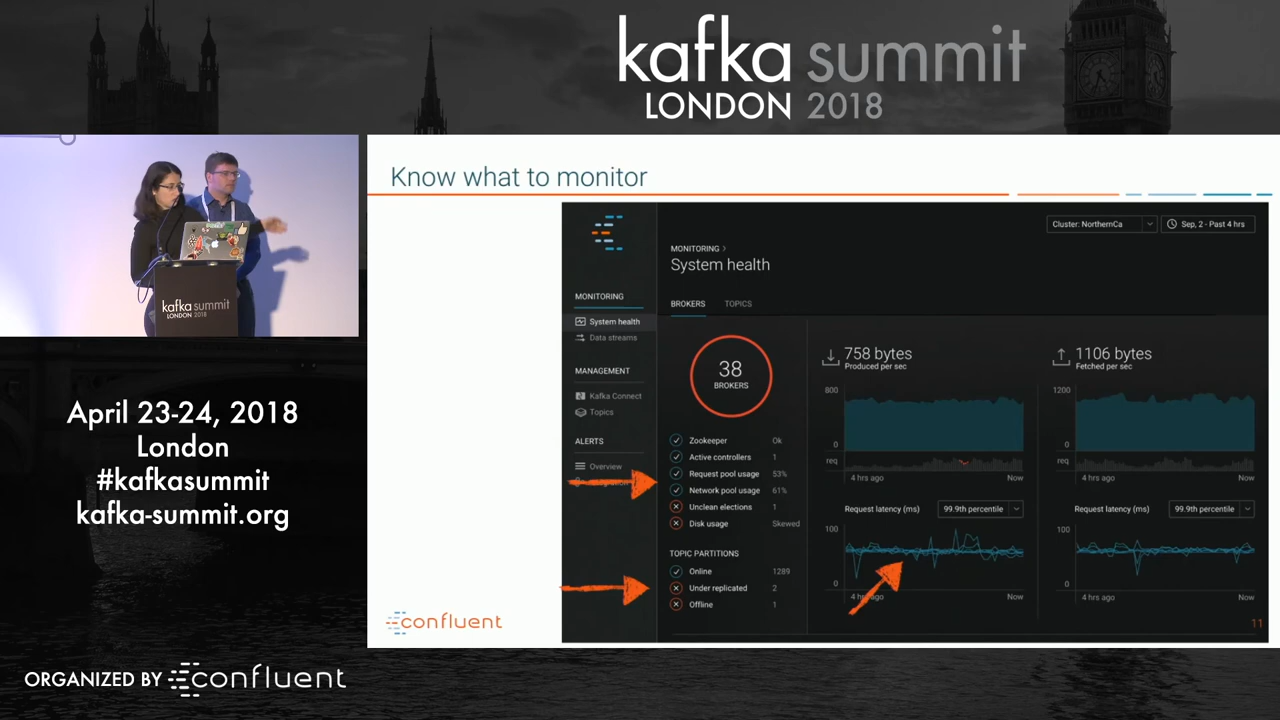 kafka summit
LONDON 2018
kafka summit
LONDON 2018
April 23-24, 2018
London
#kafkasummit
kafka-summit.org
ORGANIZED BY confluent
Know what to monitor
Cluster: NorthernCa
Sep, 2 - Past 4 hrs
MONITORING >
System health
BROKERS TOPICS
MONITORING
System health
Data streams
MANAGEMENT
Kafka Connect
Topics
ALERTS
Overview
38
BROKERS
Zookeeper Ok
Active controllers 1
Request pool usage 53%
Network pool usage 61%
Unclean elections 1
Disk usage Skewed
TOPIC PARTITIONS
Online 1289
Under replicated 2
Offline 1
758 bytes
Produced per sec
800
0
req
4 hrs ago Now
Request latency (ms) 99.9th percentile
100
0
4 hrs ago Now
1106 bytes
Fetched per sec
1200
0
req
4 hrs ago Now
Request latency (ms) 99.9th percentile
100
0
4 hrs ago Now
confluent
11